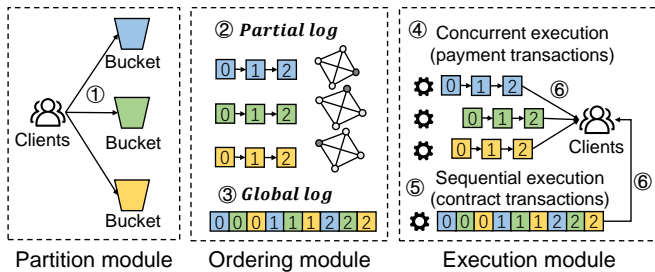 Bucket
①
Clients
Bucket
Bucket
Partition module
② Partial log
0 1 2
0 1 2
0 1 2
③ Global log
0 0 0 1 1 1 2 2 2
Ordering module
④ Concurrent execution
(payment transactions)
0 1 2
⑥
0 1 2
0 1 2
Clients
⑤ Sequential execution
(contract transactions)
⑥
0 0 0 1 1 1 2 2 2
Execution module